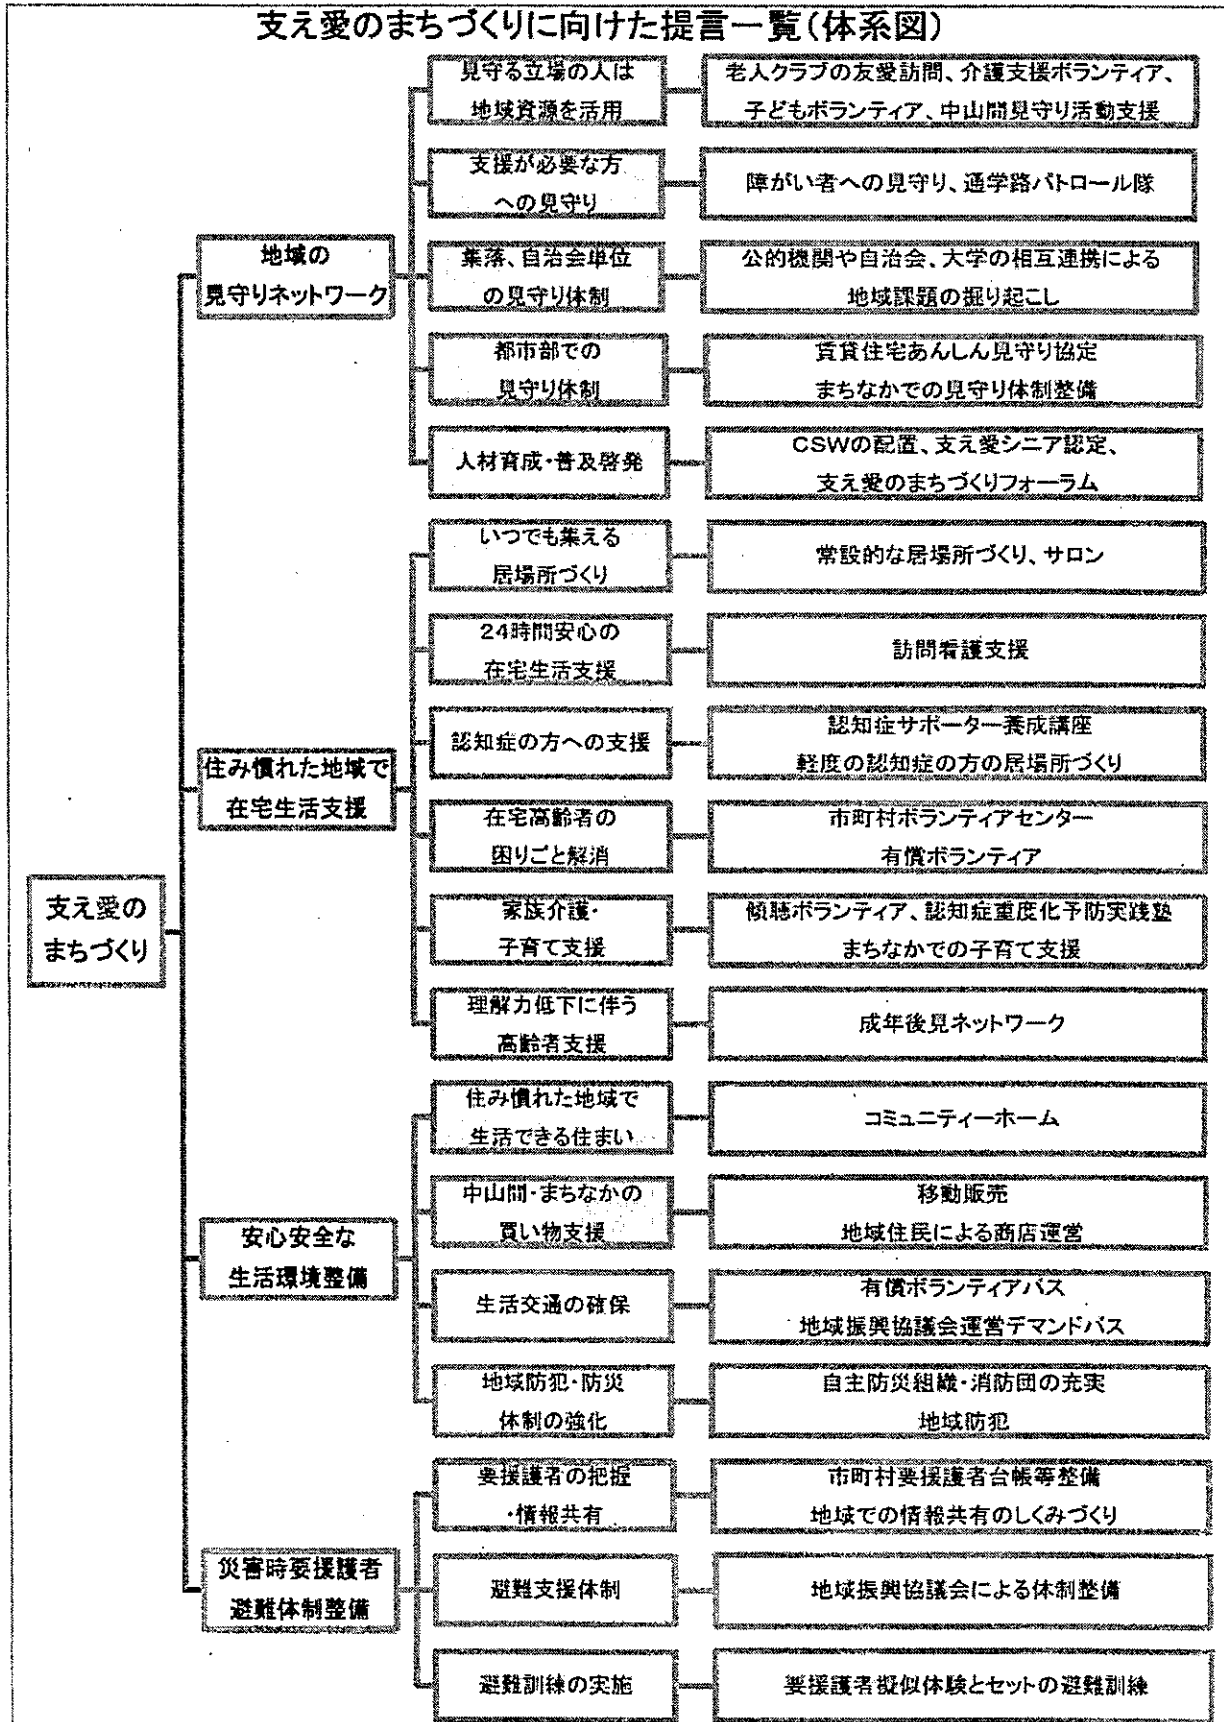 支え愛のまちづくりに向けた提言一覧(体系図)
支え愛の
まちづくり
地域の
見守りネットワーク
見守る立場の人は
地域資源を活用
老人クラブの友愛訪問、介護支援ボランティア、
子どもボランティア、中山間見守り活動支援
支援が必要な方
への見守り
障がい者への見守り、通学路パトロール隊
集落、自治会単位
の見守り体制
公的機関や自治会、大学の相互連携による
地域課題の掘り起こし
都市部での
見守り体制
賃貸住宅あんしん見守り協定
まちなかでの見守り体制整備
人材育成・普及啓発
CSWの配置、支え愛シニア認定、
支え愛のまちづくりフォーラム
住み慣れた地域で
在宅生活支援
いつでも集える
居場所づくり
常設的な居場所づくり、サロン
24時間安心の
在宅生活支援
訪問看護支援
認知症の方への支援
認知症サポーター養成講座
軽度の認知症の方の居場所づくり
在宅高齢者の
困りごと解消
市町村ボランティアセンター
有償ボランティア
家族介護・
子育て支援
傾聴ボランティア、認知症重度化予防実践塾
まちなかでの子育て支援
理解力低下に伴う
高齢者支援
成年後見ネットワーク
安心安全な
生活環境整備
住み慣れた地域で
生活できる住まい
コミュニティーホーム
中山間・まちなかの
買い物支援
移動販売
地域住民による商店運営
生活交通の確保
有償ボランティアバス
地域振興協議会運営デマンドバス
地域防犯・防災
体制の強化
自主防災組織・消防団の充実
地域防犯
災害時要援護者
避難体制整備
要援護者の把握
・情報共有
市町村要援護者台帳等整備
地域での情報共有のしくみづくり
避難支援体制
地域振興協議会による体制整備
避難訓練の実施
要援護者擬似体験とセットの避難訓練